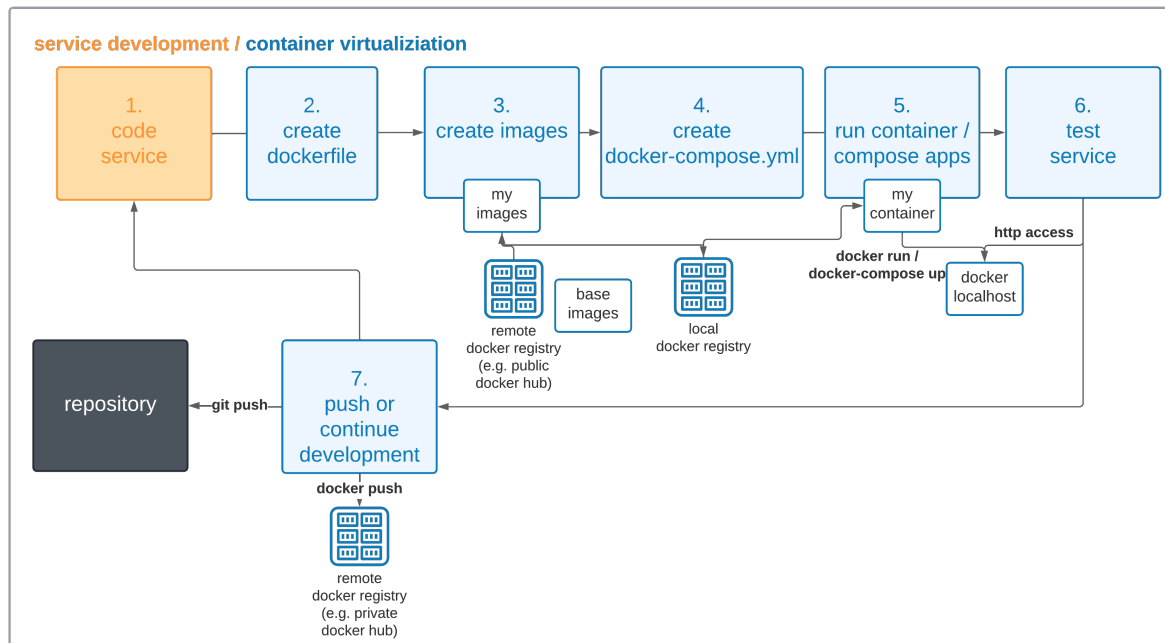 service development / container virtualiziation
1.
code
service
2.
create
dockerfile
3.
create images
4.
create
docker-compose.yml
5.
run container /
compose apps
6.
test
service
my
images
my
container
http access
docker run /
docker-compose up
docker
localhost
base
images
remote
docker registry
(e.g. public
docker hub)
local
docker registry
repository
git push
7.
push or
continue
development
docker push
remote
docker registry
(e.g. private
docker hub)